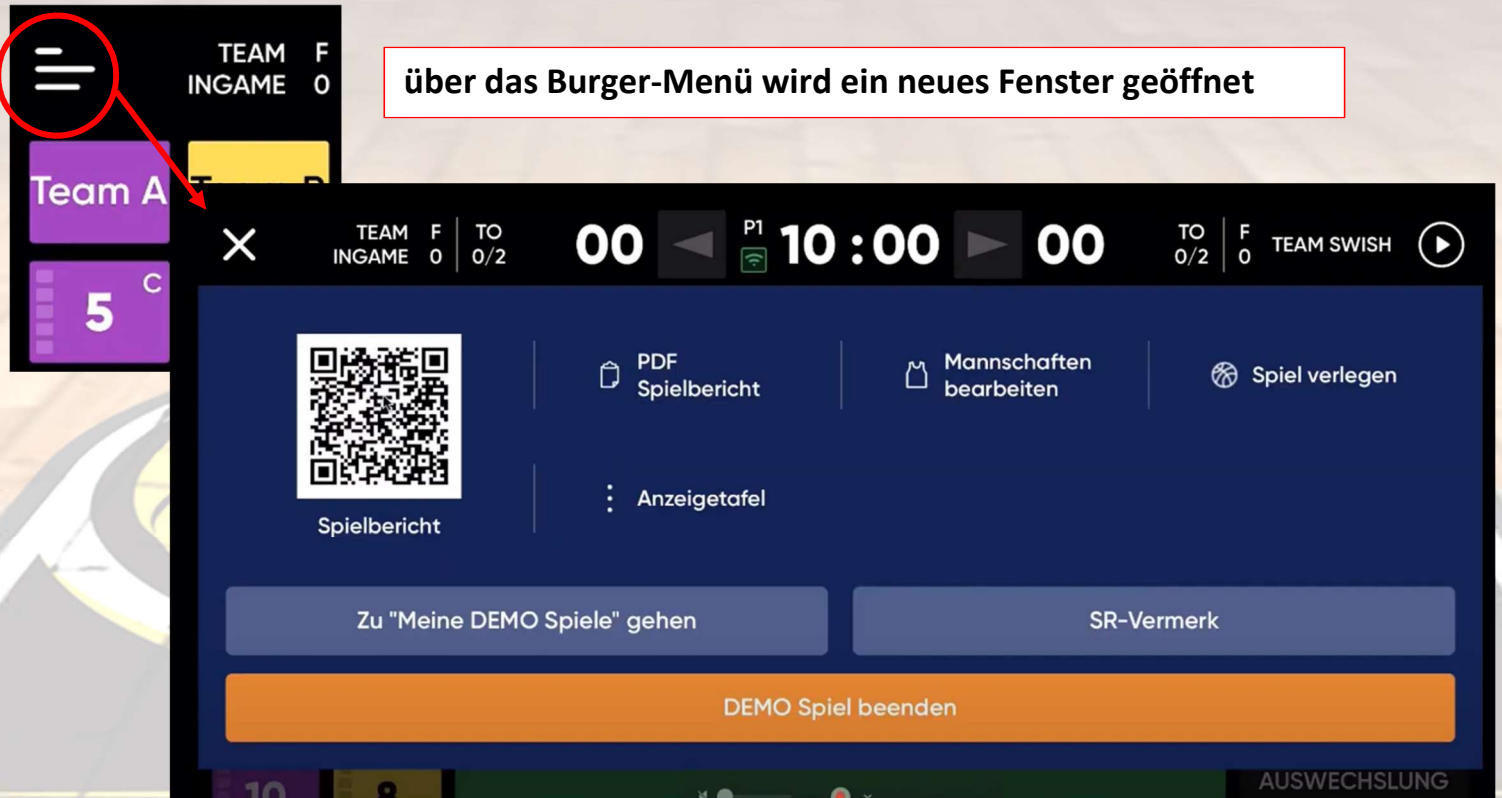 TEAM F
INGAME 0
über das Burger-Menü wird ein neues Fenster geöffnet
Team A
5 C
TEAM F TO
INGAME 0 0/2
00 P1 10:00 00
TO F TEAM SWISH
0/2 0
PDF
Spielbericht
Mannschaften
bearbeiten
Spiel verlegen
Spielbericht
Anzeigetafel
Zu "Meine DEMO Spiele" gehen
SR-Vermerk
DEMO Spiel beenden
10
8
AUSWECHSLUNG